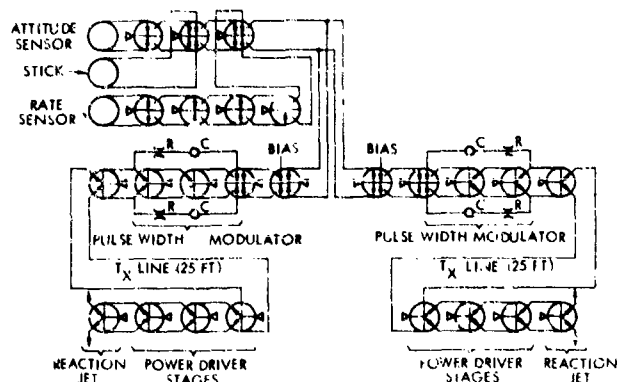 ATTITUDE
SENSOR
STICK
RATE
SENSOR
R C
BIAS
BIAS
C R
R C
C R
PULSE WIDTH MODULATOR
PULSE WIDTH MODULATOR
TX LINE (25 FT)
TX LINE (25 FT)
REACTION
JET
POWER DRIVER
STAGES
POWER DRIVER
STAGES
REACTION
JET